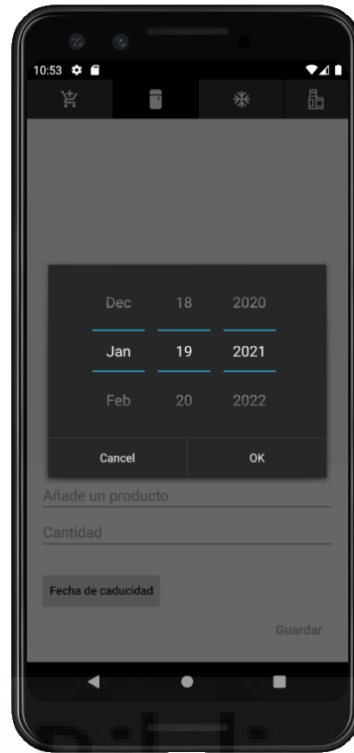 10:53
Dec 18 2020
Jan 19 2021
Feb 20 2022
Cancel OK
Añade un producto
Cantidad
Fecha de caducidad
Guardar